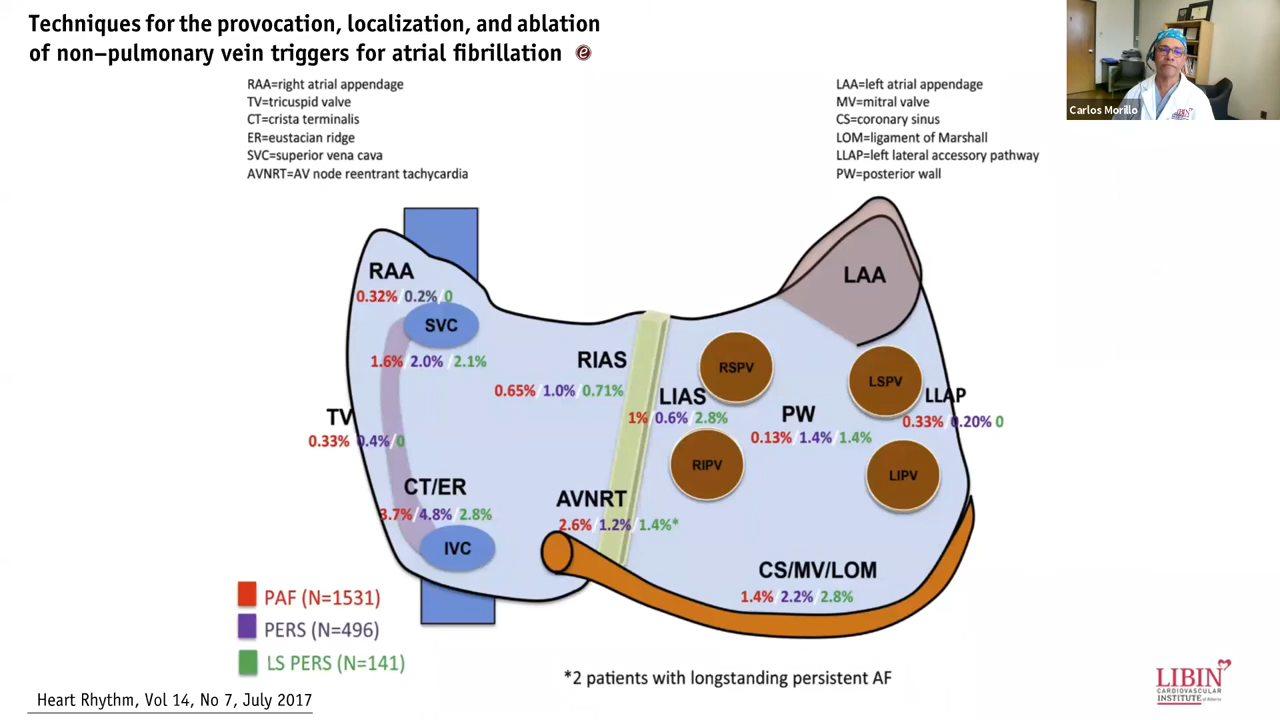 Techniques for the provocation, localization, and ablation
of non–pulmonary vein triggers for atrial fibrillation e
Carlos Morillo
RAA=right atrial appendage
TV=tricuspid valve
CT=crista terminalis
ER=eustacian ridge
SVC=superior vena cava
AVNRT=AV node reentrant tachycardia
LAA=left atrial appendage
MV=mitral valve
CS=coronary sinus
LOM=ligament of Marshall
LLAP=left lateral accessory pathway
PW=posterior wall
RAA
0.32%/0.2%/0
SVC
1.6%/2.0%/2.1%
TV
0.33%/0.4%/0
CT/ER
3.7%/4.8%/2.8%
IVC
RIAS
0.65%/1.0%/0.71%
LIAS
1%/0.6%/2.8%
AVNRT
2.6%/1.2%/1.4%*
LAA
RSPV
LSPV
LLAP
0.33%/0.20% 0
PW
0.13%/1.4%/1.4%
RIPV
LIPV
CS/MV/LOM
1.4%/2.2%/2.8%
PAF (N=1531)
PERS (N=496)
LS PERS (N=141)
*2 patients with longstanding persistent AF
Heart Rhythm, Vol 14, No 7, July 2017
LIBIN
CARDIOVASCULAR
INSTITUTE of Alberta